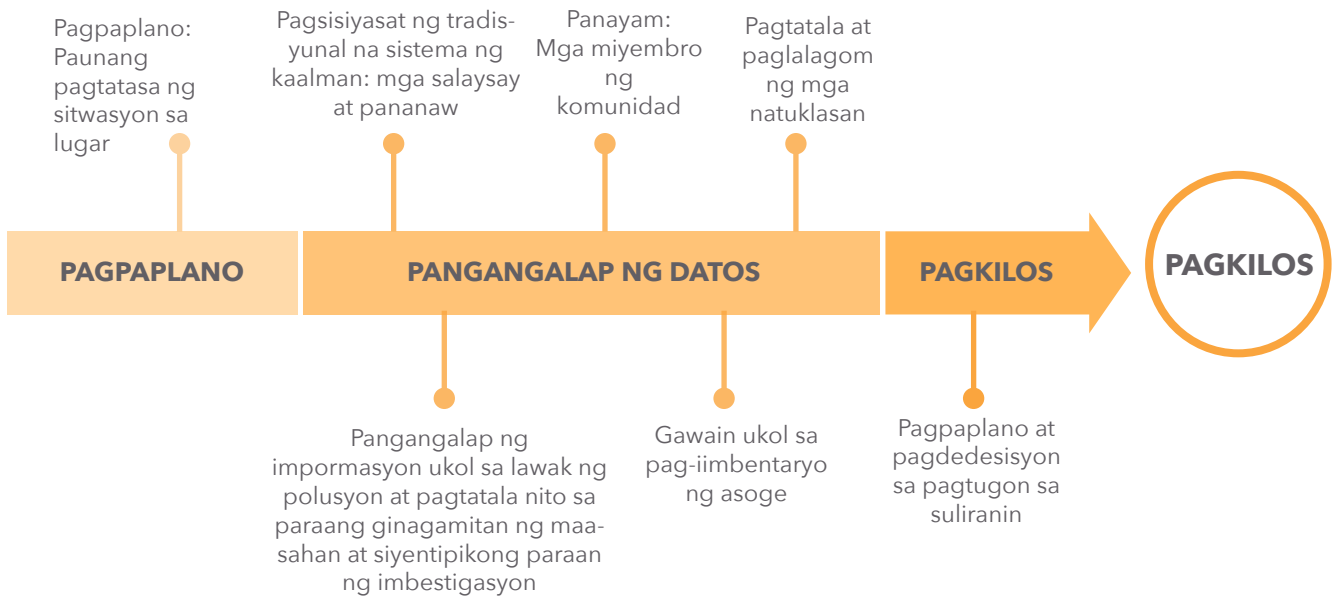 Pagpaplano:
Paunang
pagtatasa ng
sitwasyon sa
lugar
Pagsisiyasat ng tradis-
yunal na sistema ng
kaalman: mga salaysay
at pananaw
Panayam:
Mga miyembro
ng
komunidad
Pagtatala at
paglalagom
ng mga
natuklasan
PAGPAPLANO
PANGANGALAP NG DATOS
PAGKILOS
PAGKILOS
Pangangalap ng
impormasyon ukol sa lawak ng
polusyon at pagtatala nito sa
paraang ginagamitan ng maa-
sahan at siyentipikong paraan
ng imbestigasyon
Gawain ukol sa
pag-iimbentaryo
ng asoge
Pagpaplano at
pagdedesisyon
sa pagtugon sa
suliranin